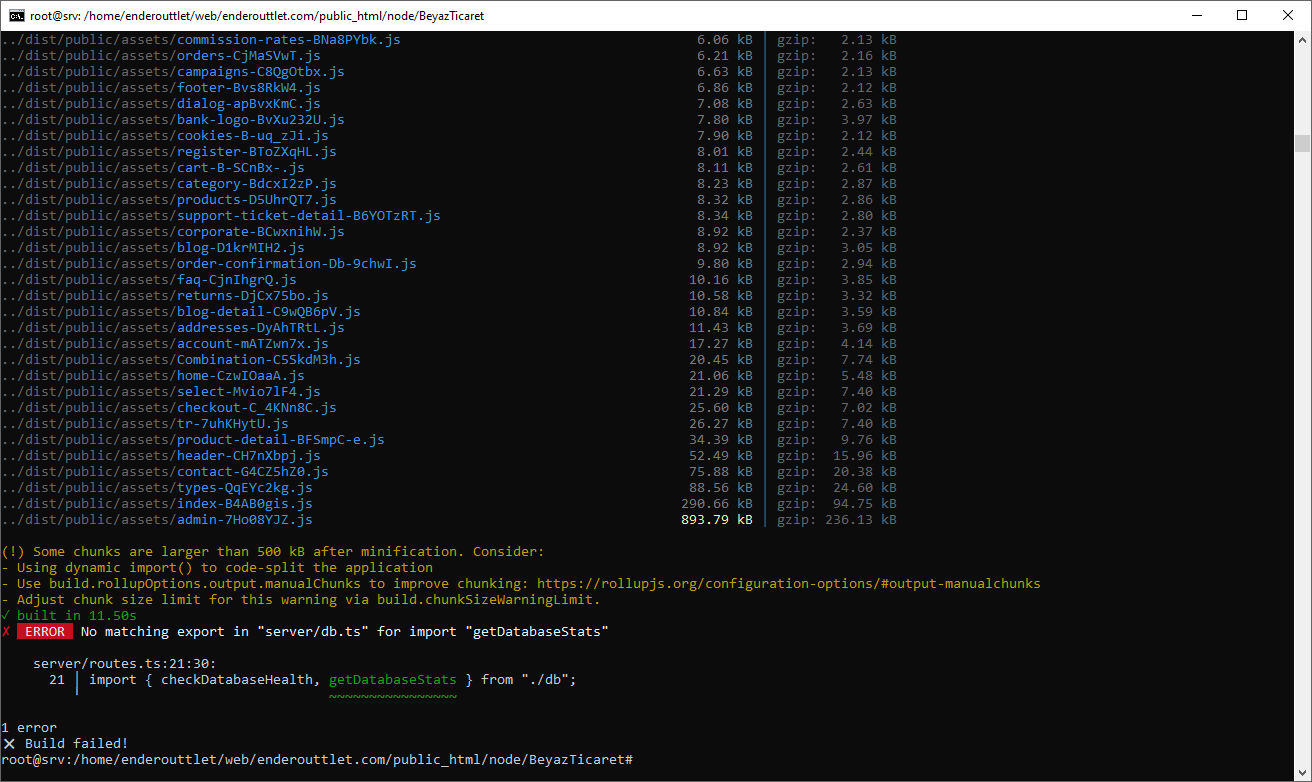 root@srv: /home/enderouttlet/web/enderouttlet.com/public_html/node/BeyazTicaret
../dist/public/assets/commission-rates-BNa8PYbk.js 6.06 kB │ gzip: 2.13 kB
../dist/public/assets/orders-CjMaSVwT.js 6.21 kB │ gzip: 2.16 kB
../dist/public/assets/campaigns-C8QgOtbx.js 6.63 kB │ gzip: 2.13 kB
../dist/public/assets/footer-Bvs8RkW4.js 6.86 kB │ gzip: 2.12 kB
../dist/public/assets/dialog-apBvxKmC.js 7.08 kB │ gzip: 2.63 kB
../dist/public/assets/bank-logo-BvXu232U.js 7.80 kB │ gzip: 3.97 kB
../dist/public/assets/cookies-B-uq_zJi.js 7.90 kB │ gzip: 2.12 kB
../dist/public/assets/register-BToZXqHL.js 8.01 kB │ gzip: 2.44 kB
../dist/public/assets/cart-B-SCnBx-.js 8.11 kB │ gzip: 2.61 kB
../dist/public/assets/category-BdcxI2zP.js 8.23 kB │ gzip: 2.87 kB
../dist/public/assets/products-D5UhrQT7.js 8.32 kB │ gzip: 2.86 kB
../dist/public/assets/support-ticket-detail-B6YOTzRT.js 8.34 kB │ gzip: 2.80 kB
../dist/public/assets/corporate-BCwxnihW.js 8.92 kB │ gzip: 2.37 kB
../dist/public/assets/blog-D1krMIH2.js 8.92 kB │ gzip: 3.05 kB
../dist/public/assets/order-confirmation-Db-9chwI.js 9.80 kB │ gzip: 2.94 kB
../dist/public/assets/faq-CjnIhgrQ.js 10.16 kB │ gzip: 3.85 kB
../dist/public/assets/returns-DjCx75bo.js 10.58 kB │ gzip: 3.32 kB
../dist/public/assets/blog-detail-C9wQB6pV.js 10.84 kB │ gzip: 3.59 kB
../dist/public/assets/addresses-DyAhTRtL.js 11.43 kB │ gzip: 3.69 kB
../dist/public/assets/account-mATZwn7x.js 17.27 kB │ gzip: 4.14 kB
../dist/public/assets/Combination-C5SkdM3h.js 20.45 kB │ gzip: 7.74 kB
../dist/public/assets/home-CzwIOaaA.js 21.06 kB │ gzip: 5.48 kB
../dist/public/assets/select-Mvio7lF4.js 21.29 kB │ gzip: 7.40 kB
../dist/public/assets/checkout-C_4KNn8C.js 25.60 kB │ gzip: 7.02 kB
../dist/public/assets/tr-7uhKHytU.js 26.27 kB │ gzip: 7.40 kB
../dist/public/assets/product-detail-BFSmpC-e.js 34.39 kB │ gzip: 9.76 kB
../dist/public/assets/header-CH7nXbpj.js 52.49 kB │ gzip: 15.96 kB
../dist/public/assets/contact-G4CZ5hZ0.js 75.88 kB │ gzip: 20.38 kB
../dist/public/assets/types-QqEYc2kg.js 88.56 kB │ gzip: 24.60 kB
../dist/public/assets/index-B4AB0gis.js 290.66 kB │ gzip: 94.75 kB
../dist/public/assets/admin-7Ho08YJZ.js 893.79 kB │ gzip: 236.13 kB
(!) Some chunks are larger than 500 kB after minification. Consider:
- Using dynamic import() to code-split the application
- Use build.rollupOptions.output.manualChunks to improve chunking: https://rollupjs.org/configuration-options/#output-manualchunks
- Adjust chunk size limit for this warning via build.chunkSizeWarningLimit.
✓ built in 11.50s
✗ ERROR No matching export in "server/db.ts" for import "getDatabaseStats"
server/routes.ts:21:30:
21 │ import { checkDatabaseHealth, getDatabaseStats } from "./db";
~~~~~~~~~~~~~~~~
1 error
❌ Build failed!
root@srv:/home/enderouttlet/web/enderouttlet.com/public_html/node/BeyazTicaret#